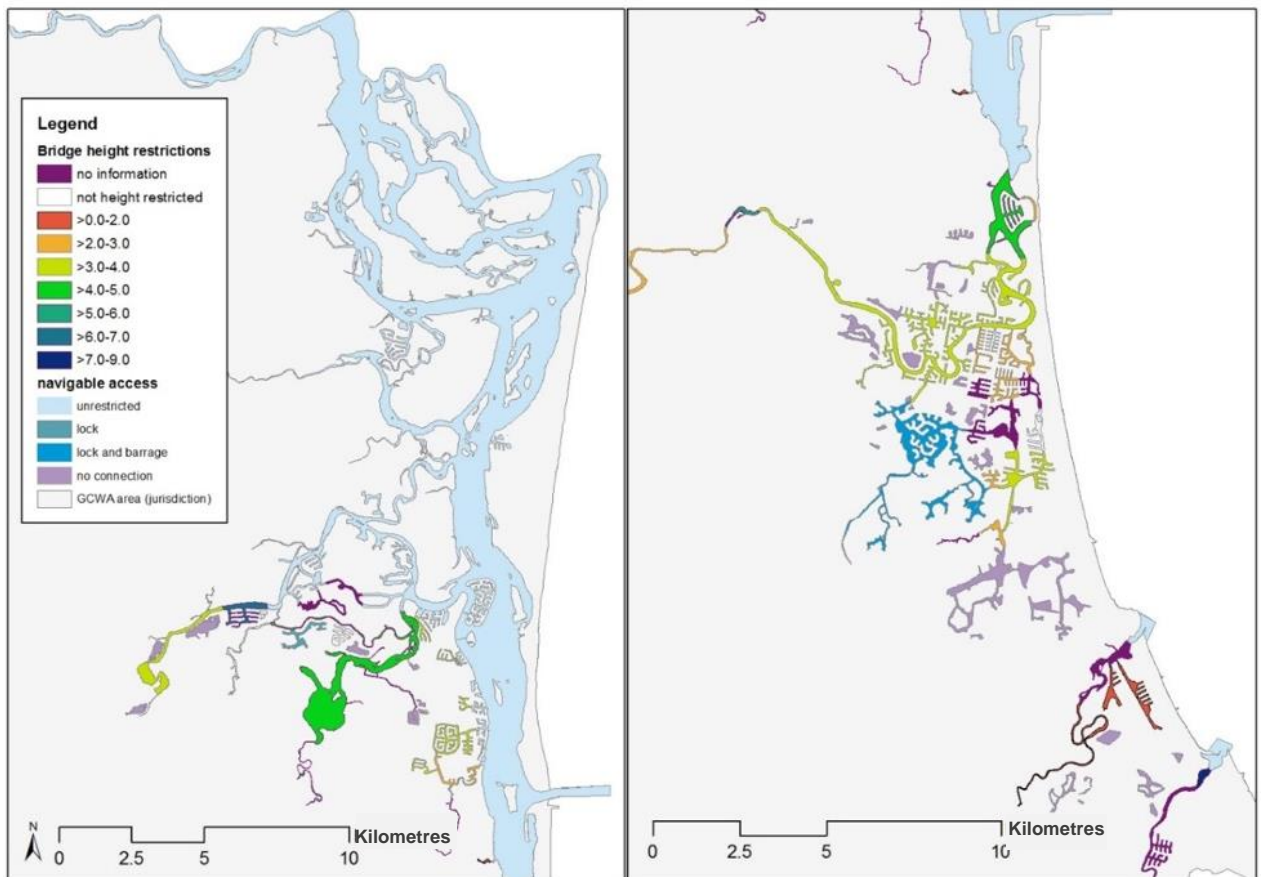 Legend
Bridge height restrictions
no information
not height restricted
>0.0-2.0
>2.0-3.0
>3.0-4.0
>4.0-5.0
>5.0-6.0
>6.0-7.0
>7.0-9.0
navigable access
unrestricted
lock
lock and barrage
no connection
GCWA area (jurisdiction)
N
Kilometres
0 2.5 5 10
Kilometres
0 2.5 5 10